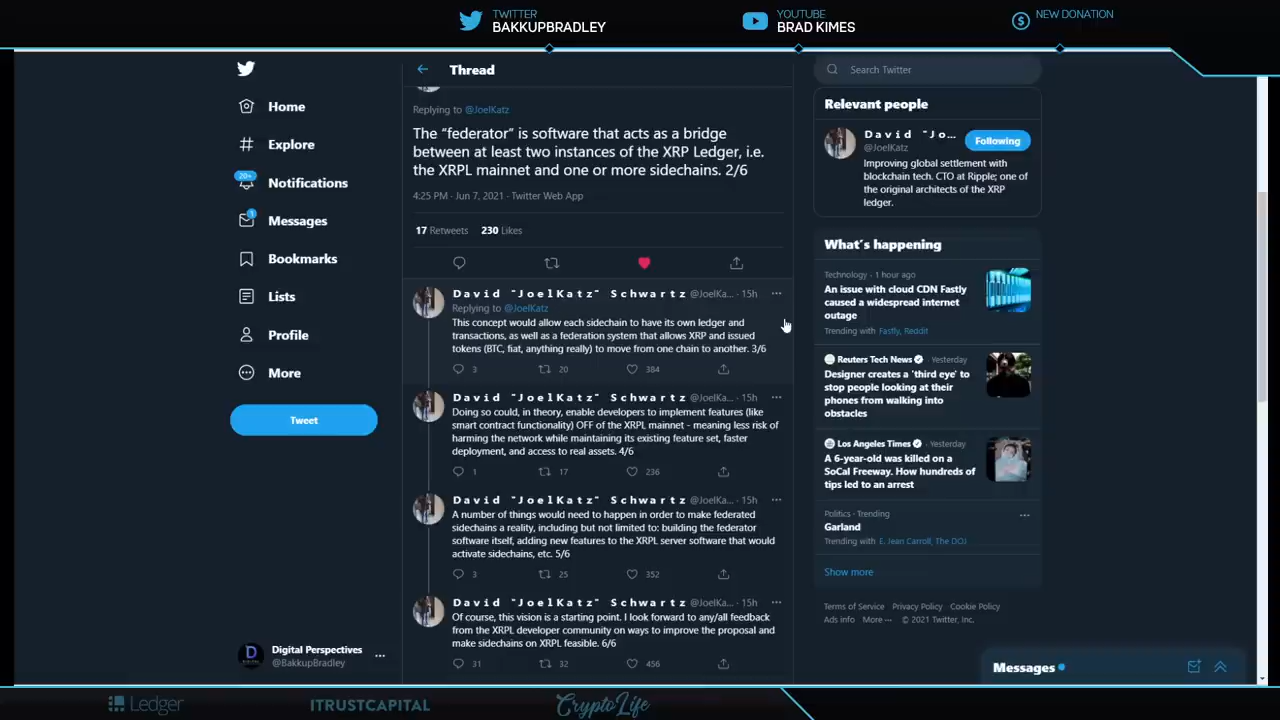 TWITTER
BAKKUPBRADLEY
YOUTUBE
BRAD KIMES
NEW DONATION
Home
Explore
20+
Notifications
1
Messages
Bookmarks
Lists
Profile
More
Tweet
Digital Perspectives
@BakkupBradley
Thread
Replying to @JoelKatz
The “federator” is software that acts as a bridge
between at least two instances of the XRP Ledger, i.e.
the XRPL mainnet and one or more sidechains. 2/6
4:25 PM · Jun 7, 2021 · Twitter Web App
17 Retweets 230 Likes
David "JoelKatz" Schwartz @JoelKa... · 15h
Replying to @JoelKatz
This concept would allow each sidechain to have its own ledger and
transactions, as well as a federation system that allows XRP and issued
tokens (BTC, fiat, anything really) to move from one chain to another. 3/6
3 20 384
David "JoelKatz" Schwartz @JoelKa... · 15h
Doing so could, in theory, enable developers to implement features (like
smart contract functionality) OFF of the XRPL mainnet - meaning less risk of
harming the network while maintaining its existing feature set, faster
deployment, and access to real assets. 4/6
1 17 236
David "JoelKatz" Schwartz @JoelKa... · 15h
A number of things would need to happen in order to make federated
sidechains a reality, including but not limited to: building the federator
software itself, adding new features to the XRPL server software that would
activate sidechains, etc. 5/6
3 25 352
David "JoelKatz" Schwartz @JoelKa... · 15h
Of course, this vision is a starting point. I look forward to any/all feedback
from the XRPL developer community on ways to improve the proposal and
make sidechains on XRPL feasible. 6/6
31 32 456
Search Twitter
Relevant people
David "Jo...
@JoelKatz
Following
Improving global settlement with
blockchain tech. CTO at Ripple; one of
the original architects of the XRP
ledger.
What's happening
Technology · 1 hour ago
An issue with cloud CDN Fastly
caused a widespread internet
outage
Trending with Fastly, Reddit
Reuters Tech News · Yesterday
Designer creates a 'third eye' to
stop people looking at their
phones from walking into
obstacles
Los Angeles Times · Yesterday
A 6-year-old was killed on a
SoCal Freeway. How hundreds of
tips led to an arrest
Politics · Trending
Garland
Trending with E. Jean Carroll, The DOJ
Show more
Terms of Service Privacy Policy Cookie Policy
Ads info More ··· © 2021 Twitter, Inc.
Messages
Ledger
ITRUSTCAPITAL
CryptoLife